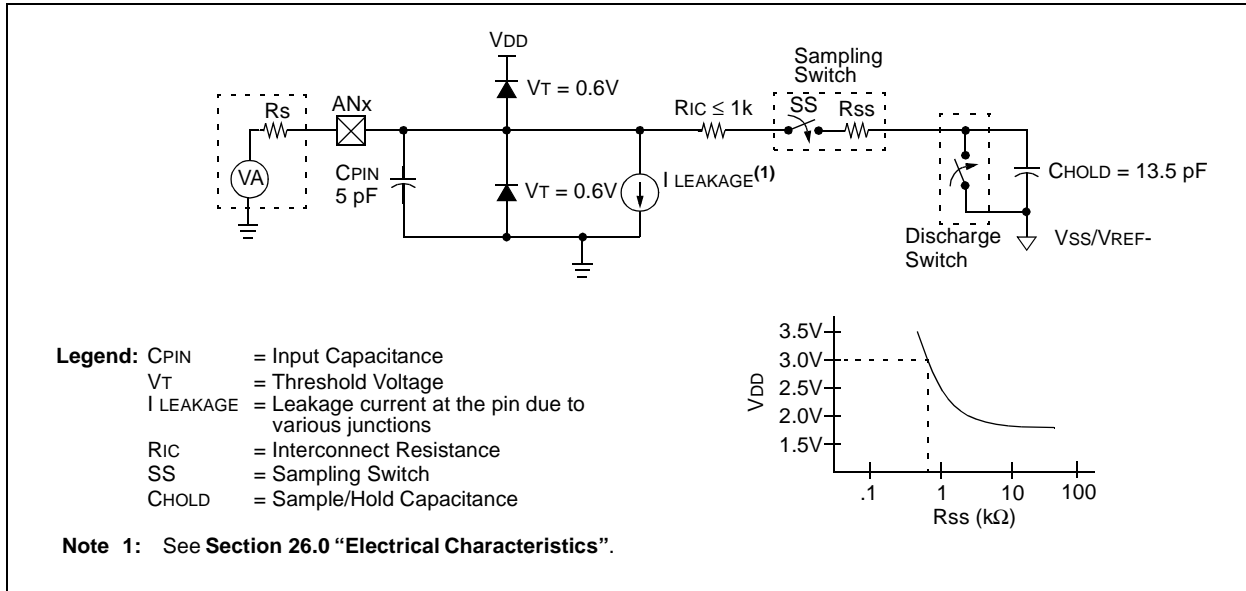 VDD
Sampling
Switch
VT = 0.6V
Rs
ANx
RIC ≤ 1k
SS
Rss
VA
CPIN
5 pF
VT = 0.6V
I LEAKAGE(1)
CHOLD = 13.5 pF
Discharge
Switch
VSS/VREF-
Legend: CPIN = Input Capacitance
VT = Threshold Voltage
I LEAKAGE = Leakage current at the pin due to
various junctions
RIC = Interconnect Resistance
SS = Sampling Switch
CHOLD = Sample/Hold Capacitance
VDD
3.5V
3.0V
2.5V
2.0V
1.5V
.1 1 10 100
Rss (kΩ)
Note 1: See Section 26.0 “Electrical Characteristics”.